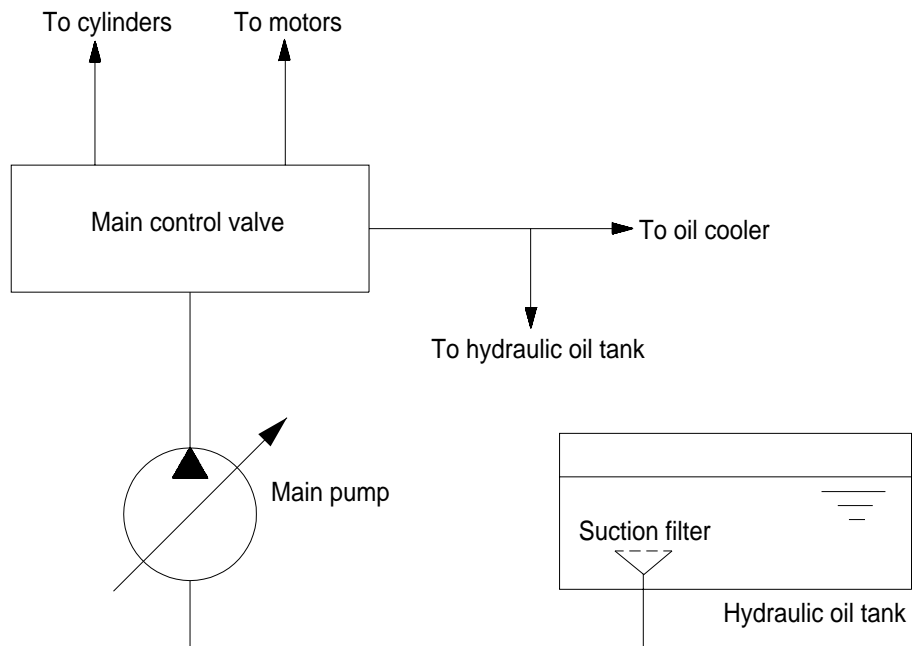 To cylinders
To motors
Main control valve
To oil cooler
To hydraulic oil tank
Main pump
Suction filter
Hydraulic oil tank